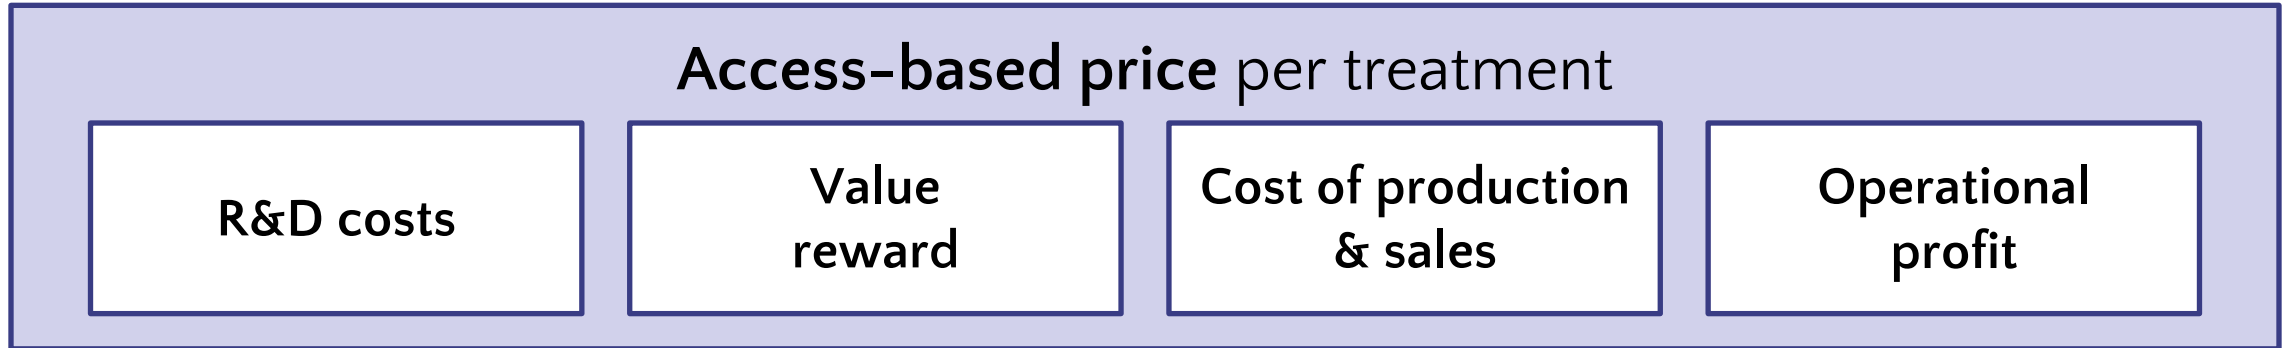 Access-based price per treatment
R&D costs
Value
reward
Cost of production
& sales
Operational
profit